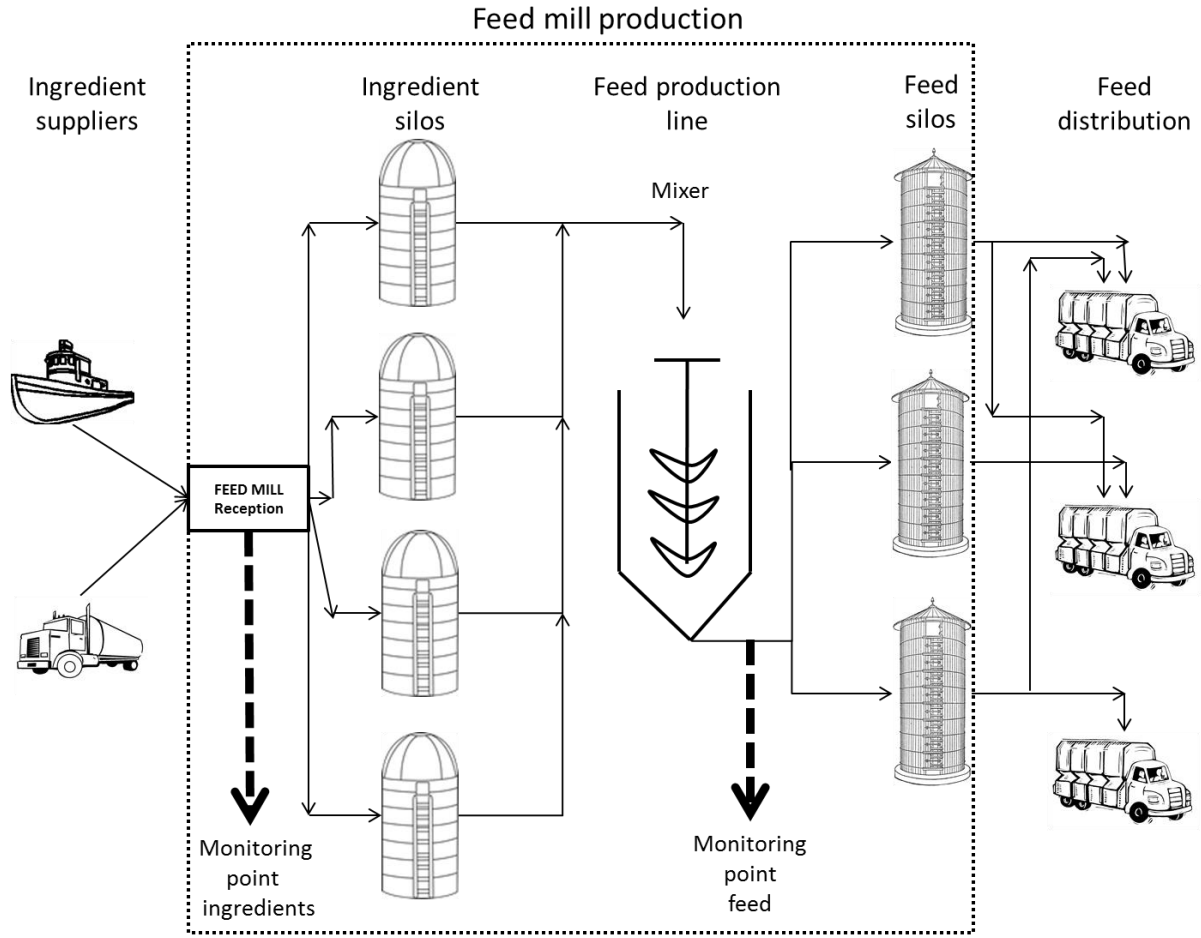 Feed mill production
Ingredient
suppliers
Ingredient
silos
Feed production
line
Feed
silos
Feed
distribution
Mixer
FEED MILL
Reception
Monitoring
point
ingredients
Monitoring
point
feed